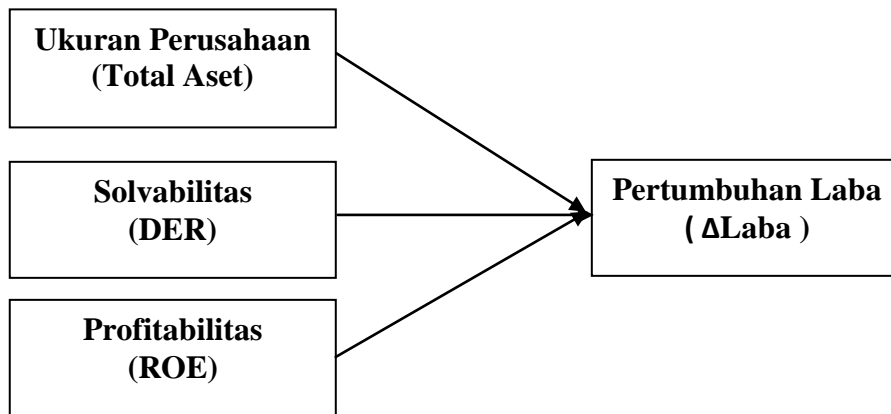 Ukuran Perusahaan
(Total Aset)
Solvabilitas
(DER)
Pertumbuhan Laba
( ΔLaba )
Profitabilitas
(ROE)